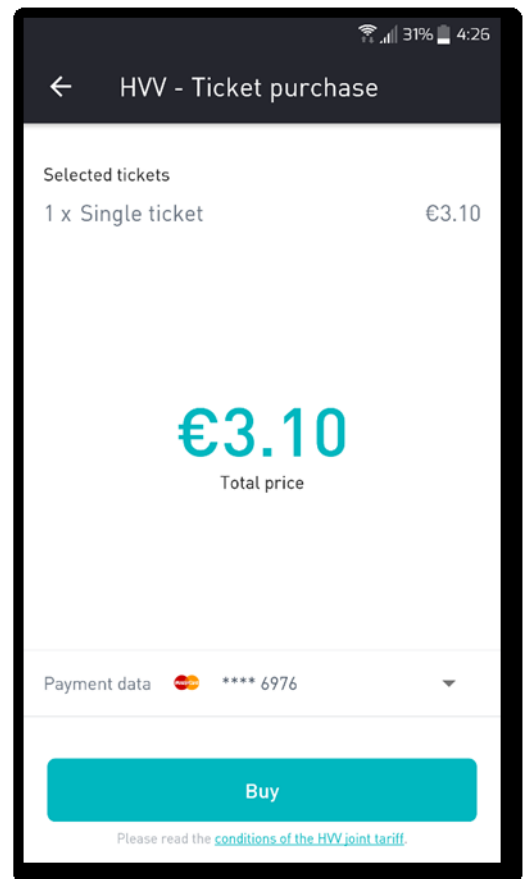 31% 4:26
HVV - Ticket purchase
Selected tickets
1 x Single ticket €3.10
€3.10
Total price
Payment data **** 6976
Buy
Please read the conditions of the HVV joint tariff.